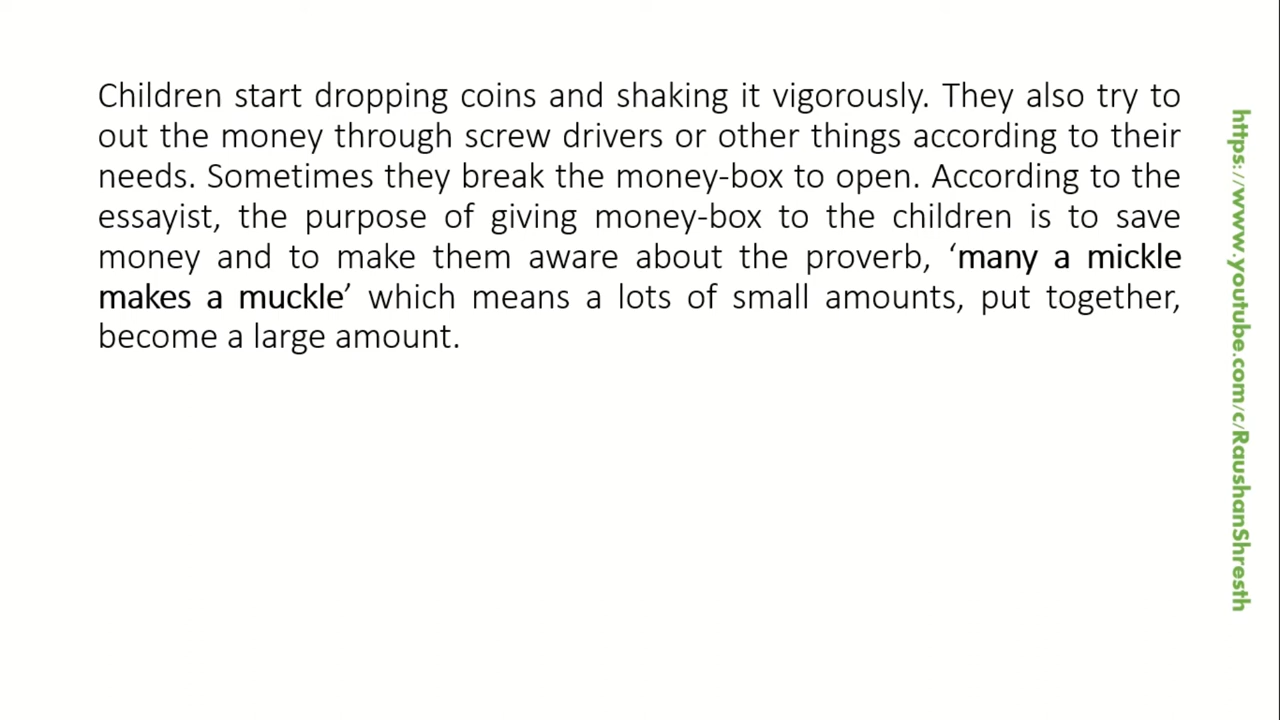 Children start dropping coins and shaking it vigorously. They also try to
out the money through screw drivers or other things according to their
needs. Sometimes they break the money-box to open. According to the
essayist, the purpose of giving money-box to the children is to save
money and to make them aware about the proverb, ‘many a mickle
makes a muckle’ which means a lots of small amounts, put together,
become a large amount.
https://www.youtube.com/c/RaushanShresth